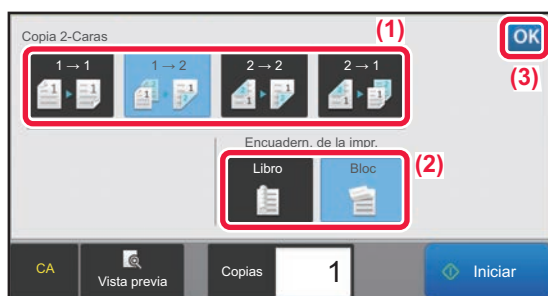 Copia 2-Caras
(1)
OK
1 → 1
1 → 2
2 → 2
2 → 1
(3)
Encuadern. de la impr.
Libro
Bloc
(2)
CA
Vista previa
Copias
1
Iniciar